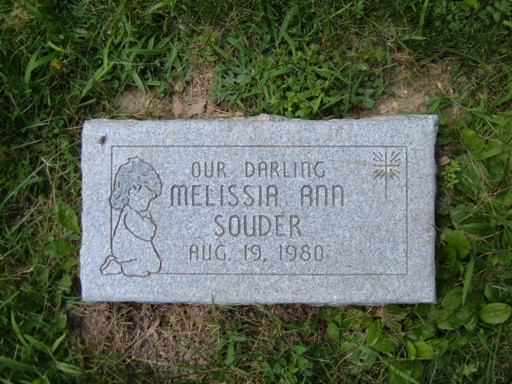 OUR DARLING
MELISSIA ANN
SOUDER
AUG. 19, 1980